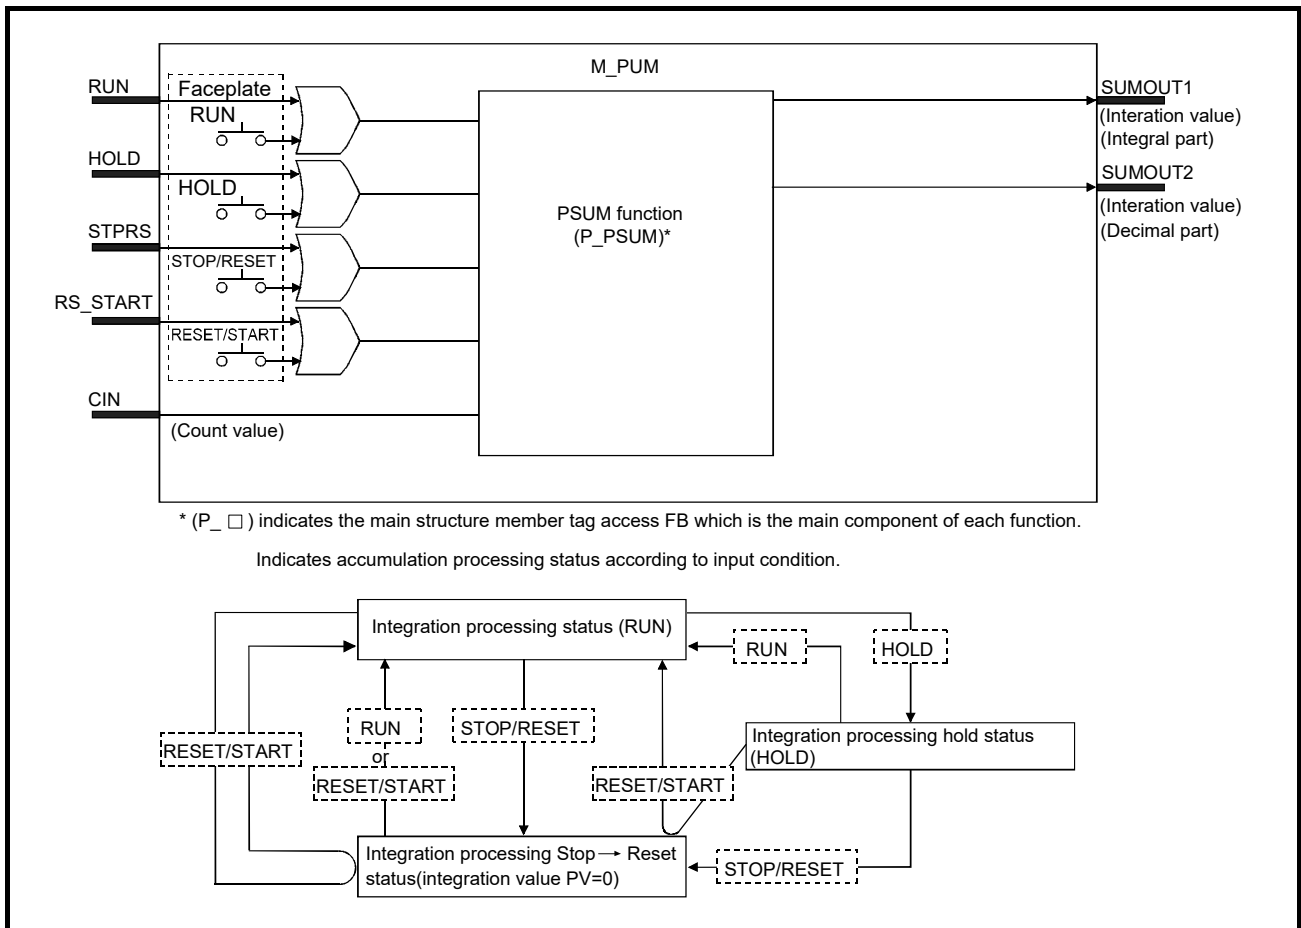 M_PUM
RUN
Faceplate
RUN
HOLD
HOLD
STPRS
STOP/RESET
RS_START
RESET/START
CIN
(Count value)
PSUM function
(P_PSUM)*
SUMOUT1
(Interation value)
(Integral part)
SUMOUT2
(Interation value)
(Decimal part)
* (P_ □ ) indicates the main structure member tag access FB which is the main component of each function.
Indicates accumulation processing status according to input condition.
Integration processing status (RUN)
RUN
HOLD
RESET/START
RUN
or
RESET/START
STOP/RESET
RESET/START
Integration processing hold status
(HOLD)
Integration processing Stop → Reset
status(integration value PV=0)
STOP/RESET